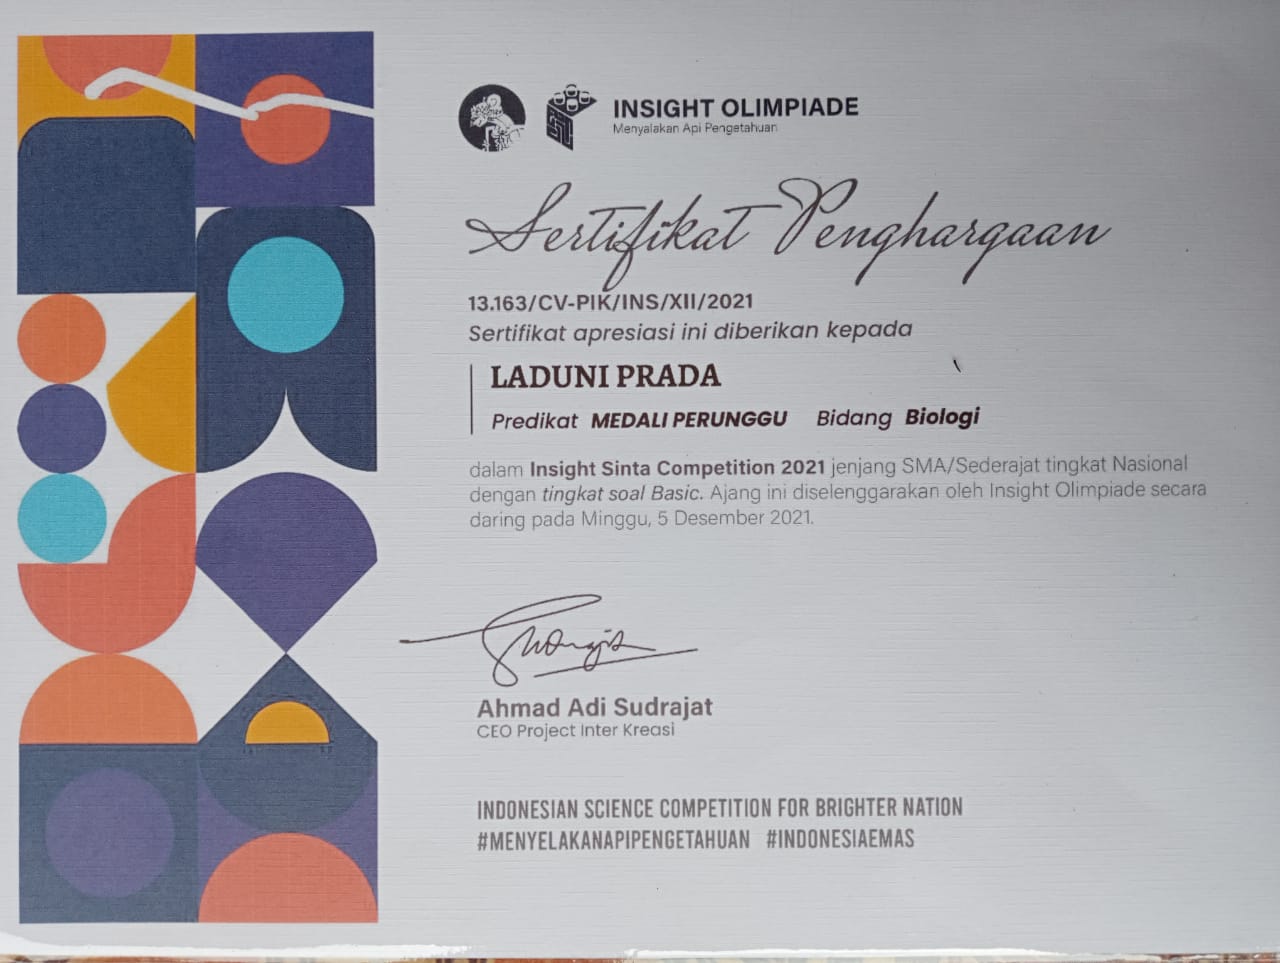 INSIGHT OLIMPIADE
Menyalakan Api Pengetahuan
Sertifikat Penghargaan
13.163/CV-PIK/INS/XII/2021
Sertifikat apresiasi ini diberikan kepada
LADUNI PRADA
Predikat MEDALI PERUNGGU Bidang Biologi
dalam Insight Sinta Competition 2021 jenjang SMA/Sederajat tingkat Nasional
dengan tingkat soal Basic. Ajang ini diselenggarakan oleh Insight Olimpiade secara
daring pada Minggu, 5 Desember 2021.
Ahmad Adi Sudrajat
CEO Project Inter Kreasi
INDONESIAN SCIENCE COMPETITION FOR BRIGHTER NATION
#MENYELAKANAPIPENGETAHUAN #INDONESIAEMAS